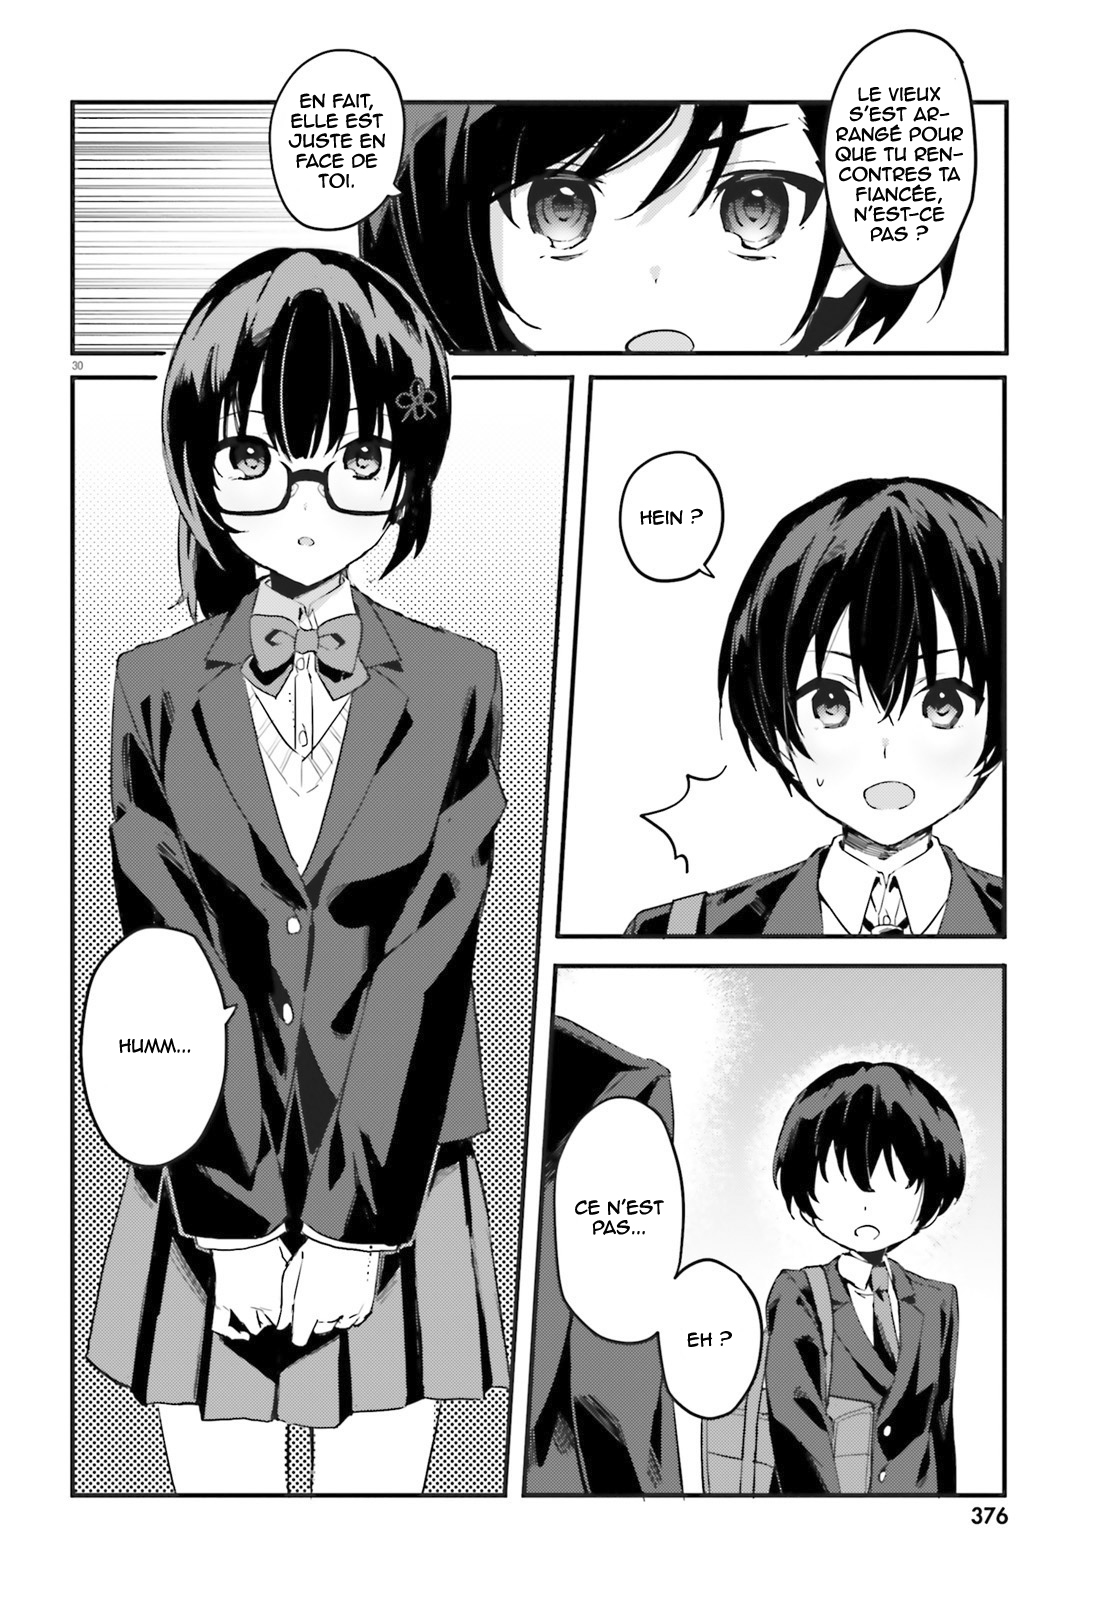 LE VIEUX
S'EST AR-
RANGÉ POUR
QUE TU REN-
CONTRES TA
FIANCÉE,
N'EST-CE
PAS ?
EN FAIT,
ELLE EST
JUSTE EN
FACE DE
TOI.
30
HEIN ?
CE N'EST
PAS...
EH ?
HUMM...
376